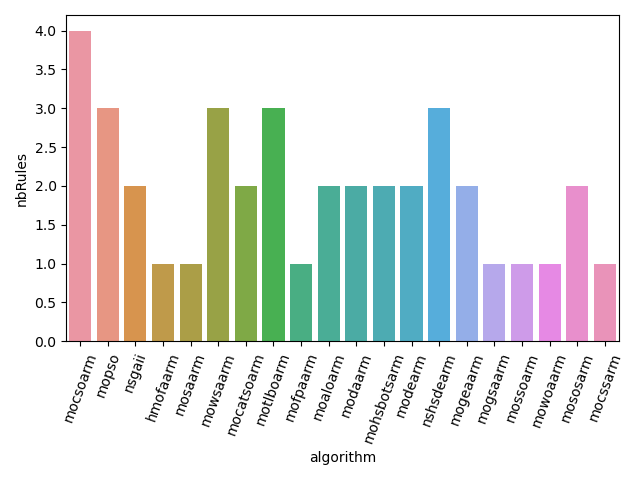 4.0
3.5
3.0
2.5
2.0
1.5
1.0
0.5
0.0
nbRules
mocsoarm
mopso
nsgaii
hmofaarm
mosaarm
mowsaarm
mocatsoarm
motlboarm
mofpaarm
moaloarm
modaarm
mohsbotsarm
modearm
nshsdearm
mogeaarm
mogsaarm
mossoarm
mowoaarm
mososarm
mocssarm
algorithm